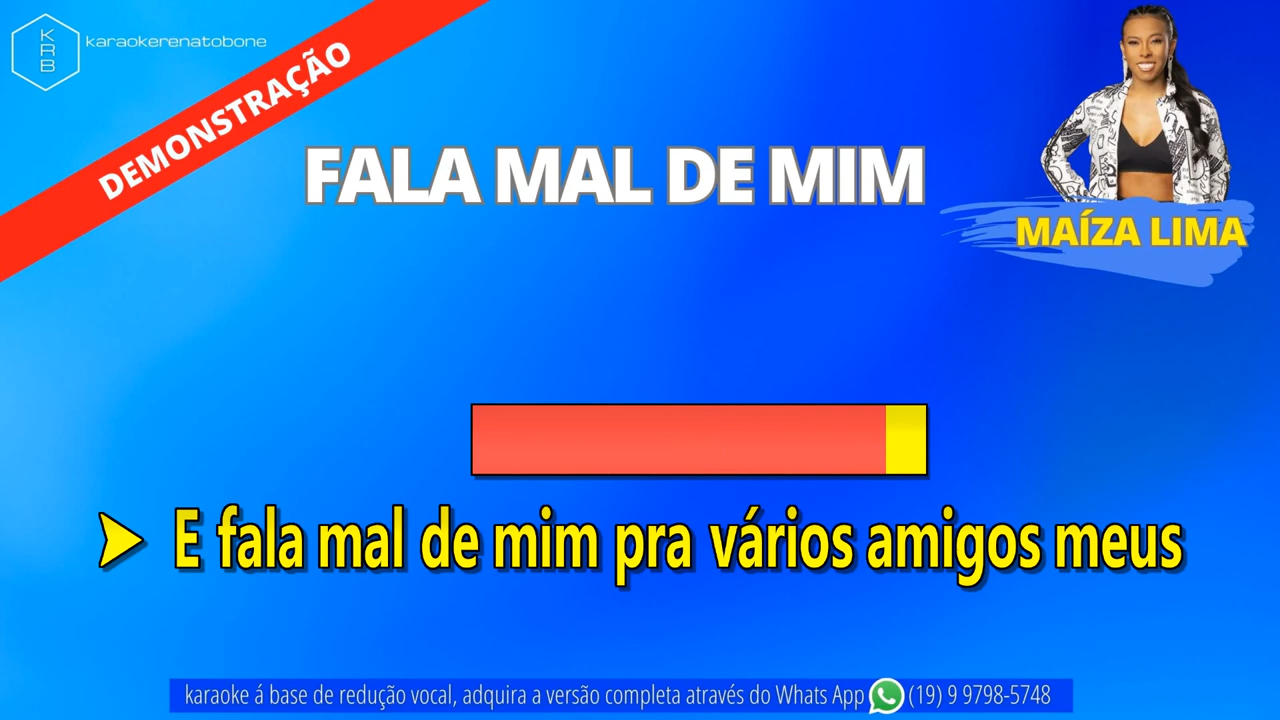 KRB
karaokerenatobone
DEMONSTRAÇÃO
FALA MAL DE MIM
MAÍZA LIMA
E fala mal de mim pra vários amigos meus
karaoke á base de redução vocal, adquira a versão completa através do Whats App (19) 9 9798-5748